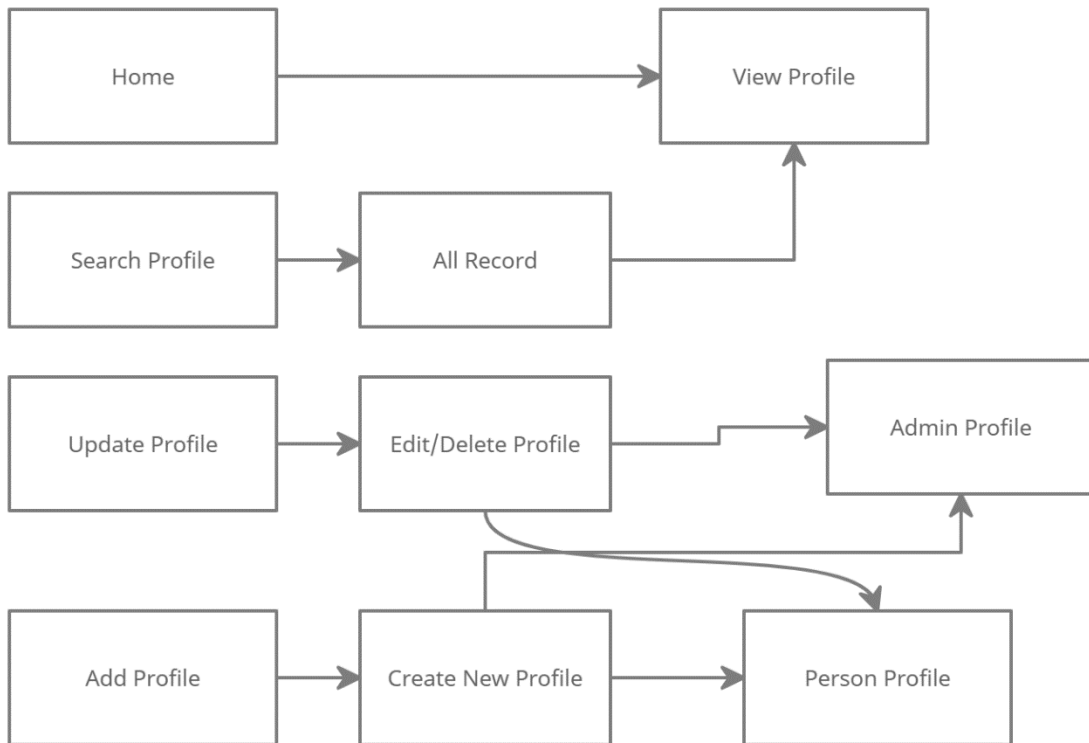 Home
View Profile
Search Profile
All Record
Update Profile
Edit/Delete Profile
Admin Profile
Add Profile
Create New Profile
Person Profile